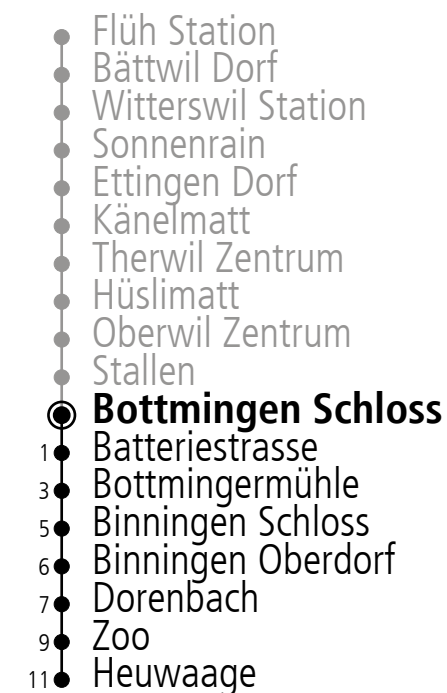 Flüh Station
Bättwil Dorf
Witterswil Station
Sonnenrain
Ettingen Dorf
Känelmatt
Therwil Zentrum
Hüslimatt
Oberwil Zentrum
Stallen
Bottmingen Schloss
1 Batteriestrasse
3 Bottmingermühle
5 Binningen Schloss
6 Binningen Oberdorf
7 Dorenbach
9 Zoo
11 Heuwaage